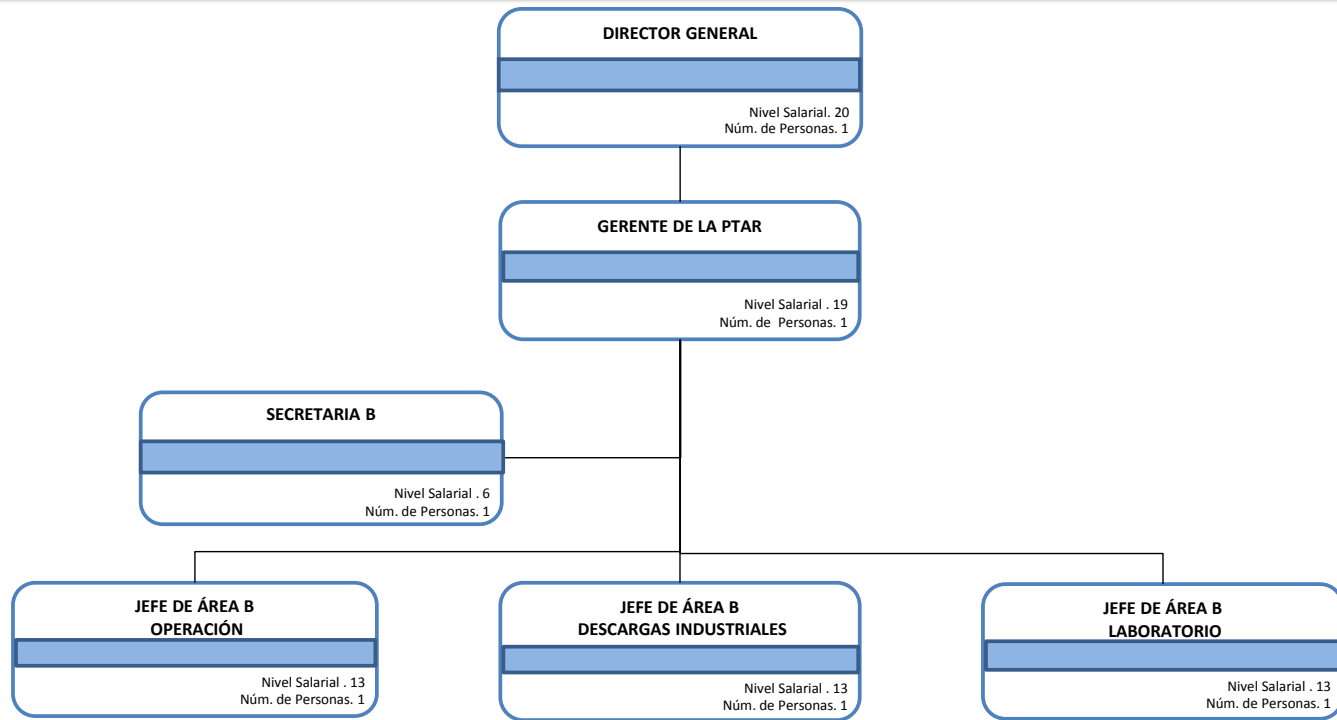 DIRECTOR GENERAL
Nivel Salarial. 20
Núm. de Personas. 1
GERENTE DE LA PTAR
Nivel Salarial . 19
Núm. de  Personas. 1
SECRETARIA B
Nivel Salarial . 6
Núm. de Personas. 1
JEFE DE ÁREA B
OPERACIÓN
Nivel Salarial . 13
Núm. de Personas. 1
JEFE DE ÁREA B
DESCARGAS INDUSTRIALES
Nivel Salarial . 13
Núm. de Personas. 1
JEFE DE ÁREA B
LABORATORIO
Nivel Salarial . 13
Núm. de Personas. 1